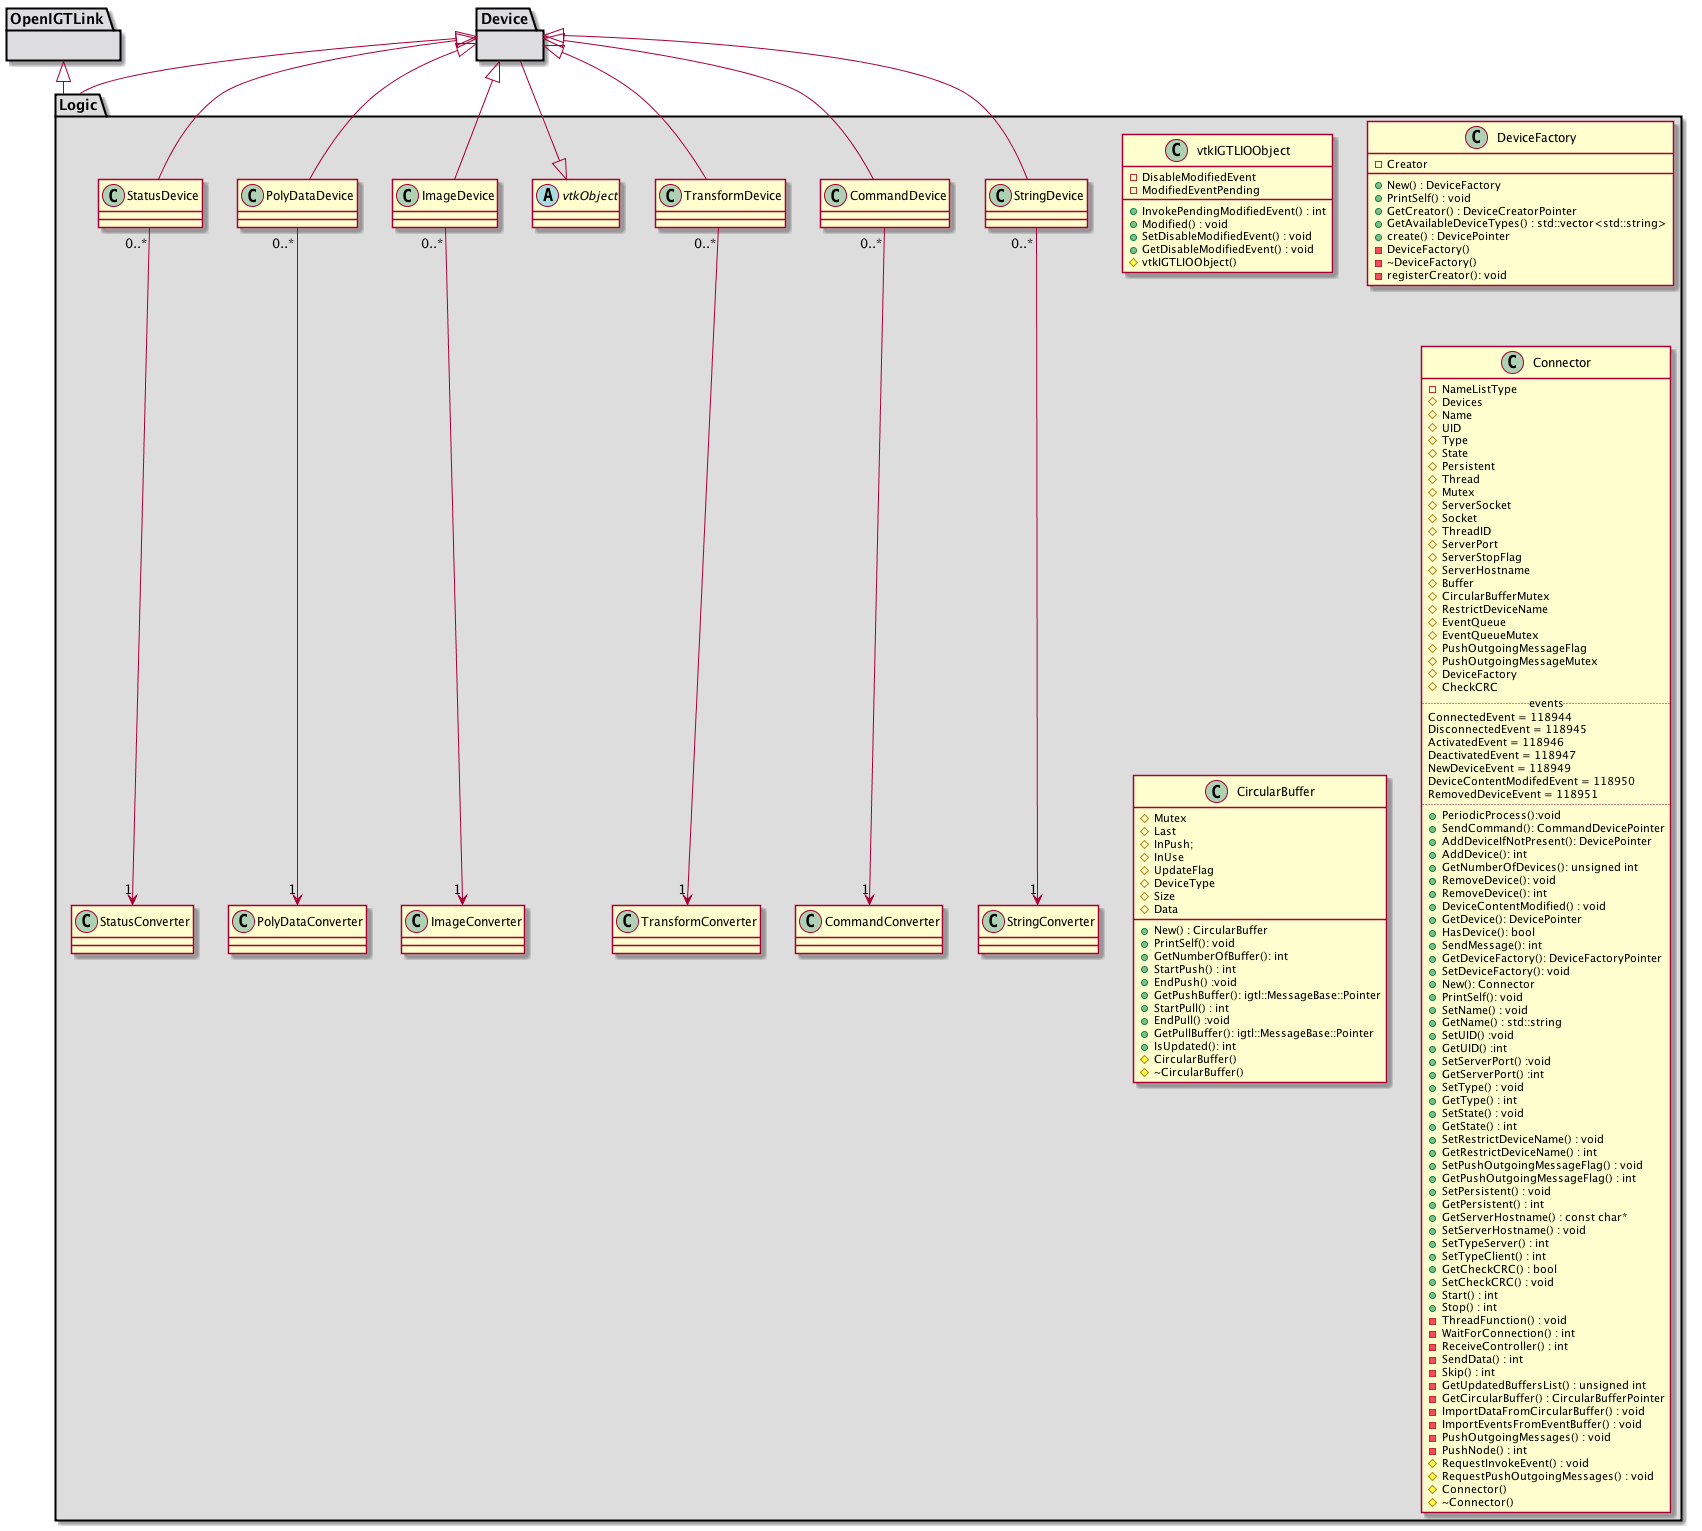 OpenIGTLink
Device
Logic
StatusDevice
PolyDataDevice
ImageDevice
vtkObject
TransformDevice
CommandDevice
StringDevice
0..*
0..*
0..*
0..*
0..*
0..*
vtkIGTLIOObject
DisableModifiedEvent
ModifiedEventPending
InvokePendingModifiedEvent() : int
Modified() : void
SetDisableModifiedEvent() : void
GetDisableModifiedEvent() : void
vtkIGTLIOObject()
DeviceFactory
Creator
New() : DeviceFactory
PrintSelf() : void
GetCreator() : DeviceCreatorPointer
GetAvailableDeviceTypes() : std::vector<std::string>
create() : DevicePointer
DeviceFactory()
~DeviceFactory()
registerCreator(): void
1
1
1
1
1
1
StatusConverter
PolyDataConverter
ImageConverter
TransformConverter
CommandConverter
StringConverter
CircularBuffer
Mutex
Last
InPush;
InUse
UpdateFlag
DeviceType
Size
Data
New() : CircularBuffer
PrintSelf(): void
GetNumberOfBuffer(): int
StartPush() : int
EndPush() :void
GetPushBuffer(): igtl::MessageBase::Pointer
StartPull() : int
EndPull() :void
GetPullBuffer(): igtl::MessageBase::Pointer
IsUpdated(): int
CircularBuffer()
~CircularBuffer()
Connector
NameListType
Devices
Name
UID
Type
State
Persistent
Thread
Mutex
ServerSocket
Socket
ThreadID
ServerPort
ServerStopFlag
ServerHostname
Buffer
CircularBufferMutex
RestrictDeviceName
EventQueue
EventQueueMutex
PushOutgoingMessageFlag
PushOutgoingMessageMutex
DeviceFactory
CheckCRC
events
ConnectedEvent = 118944
DisconnectedEvent = 118945
ActivatedEvent = 118946
DeactivatedEvent = 118947
NewDeviceEvent = 118949
DeviceContentModifedEvent = 118950
RemovedDeviceEvent = 118951
PeriodicProcess():void
SendCommand(): CommandDevicePointer
AddDeviceIfNotPresent(): DevicePointer
AddDevice(): int
GetNumberOfDevices(): unsigned int
RemoveDevice(): void
RemoveDevice(): int
DeviceContentModified() : void
GetDevice(): DevicePointer
HasDevice(): bool
SendMessage(): int
GetDeviceFactory(): DeviceFactoryPointer
SetDeviceFactory(): void
New(): Connector
PrintSelf(): void
SetName() : void
GetName() : std::string
SetUID() :void
GetUID() :int
SetServerPort() :void
GetServerPort() :int
SetType() : void
GetType() : int
SetState() : void
GetState() : int
SetRestrictDeviceName() : void
GetRestrictDeviceName() : int
SetPushOutgoingMessageFlag() : void
GetPushOutgoingMessageFlag() : int
SetPersistent() : void
GetPersistent() : int
GetServerHostname() : const char*
SetServerHostname() : void
SetTypeServer() : int
SetTypeClient() : int
GetCheckCRC() : bool
SetCheckCRC() : void
Start() : int
Stop() : int
ThreadFunction() : void
WaitForConnection() : int
ReceiveController() : int
SendData() : int
Skip() : int
GetUpdatedBuffersList() : unsigned int
GetCircularBuffer() : CircularBufferPointer
ImportDataFromCircularBuffer() : void
ImportEventsFromEventBuffer() : void
PushOutgoingMessages() : void
PushNode() : int
RequestInvokeEvent() : void
RequestPushOutgoingMessages() : void
Connector()
~Connector()